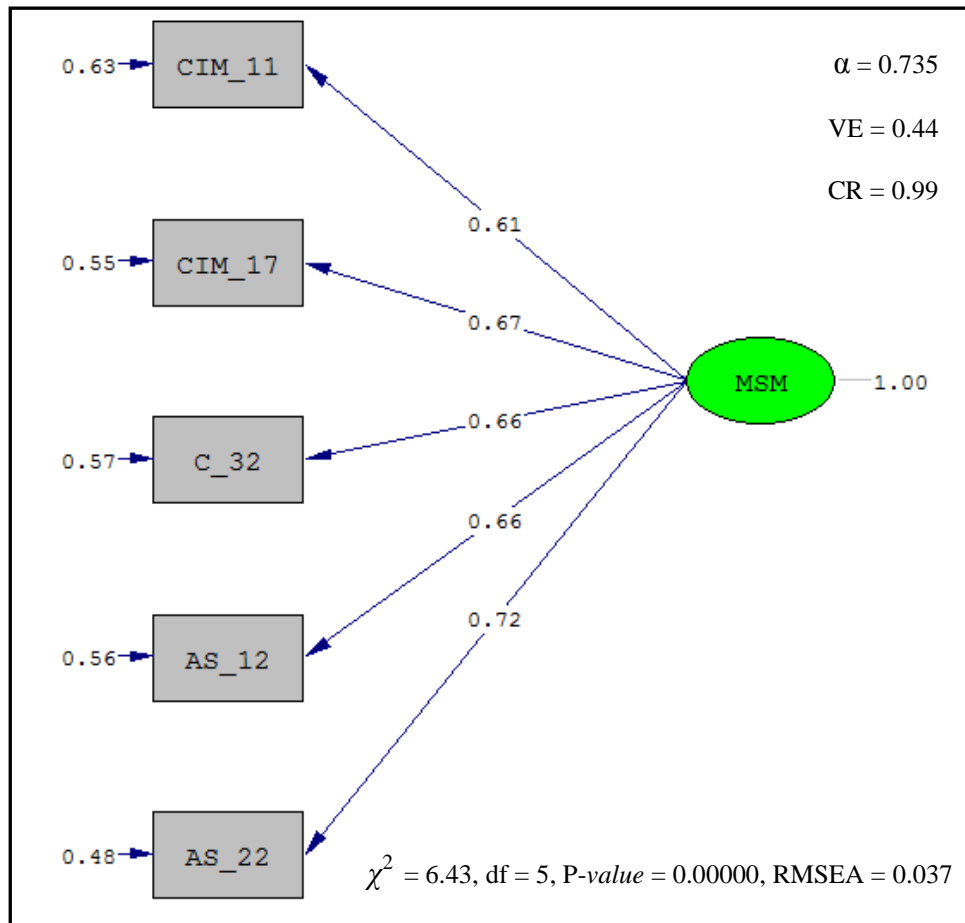 0.63 CIM_11
α = 0.735
VE = 0.44
CR = 0.99
0.61
0.55 CIM_17
0.67
MSM 1.00
0.66
0.57 C_32
0.66
0.72
0.56 AS_12
0.48 AS_22
χ² = 6.43, df = 5, P-value = 0.00000, RMSEA = 0.037